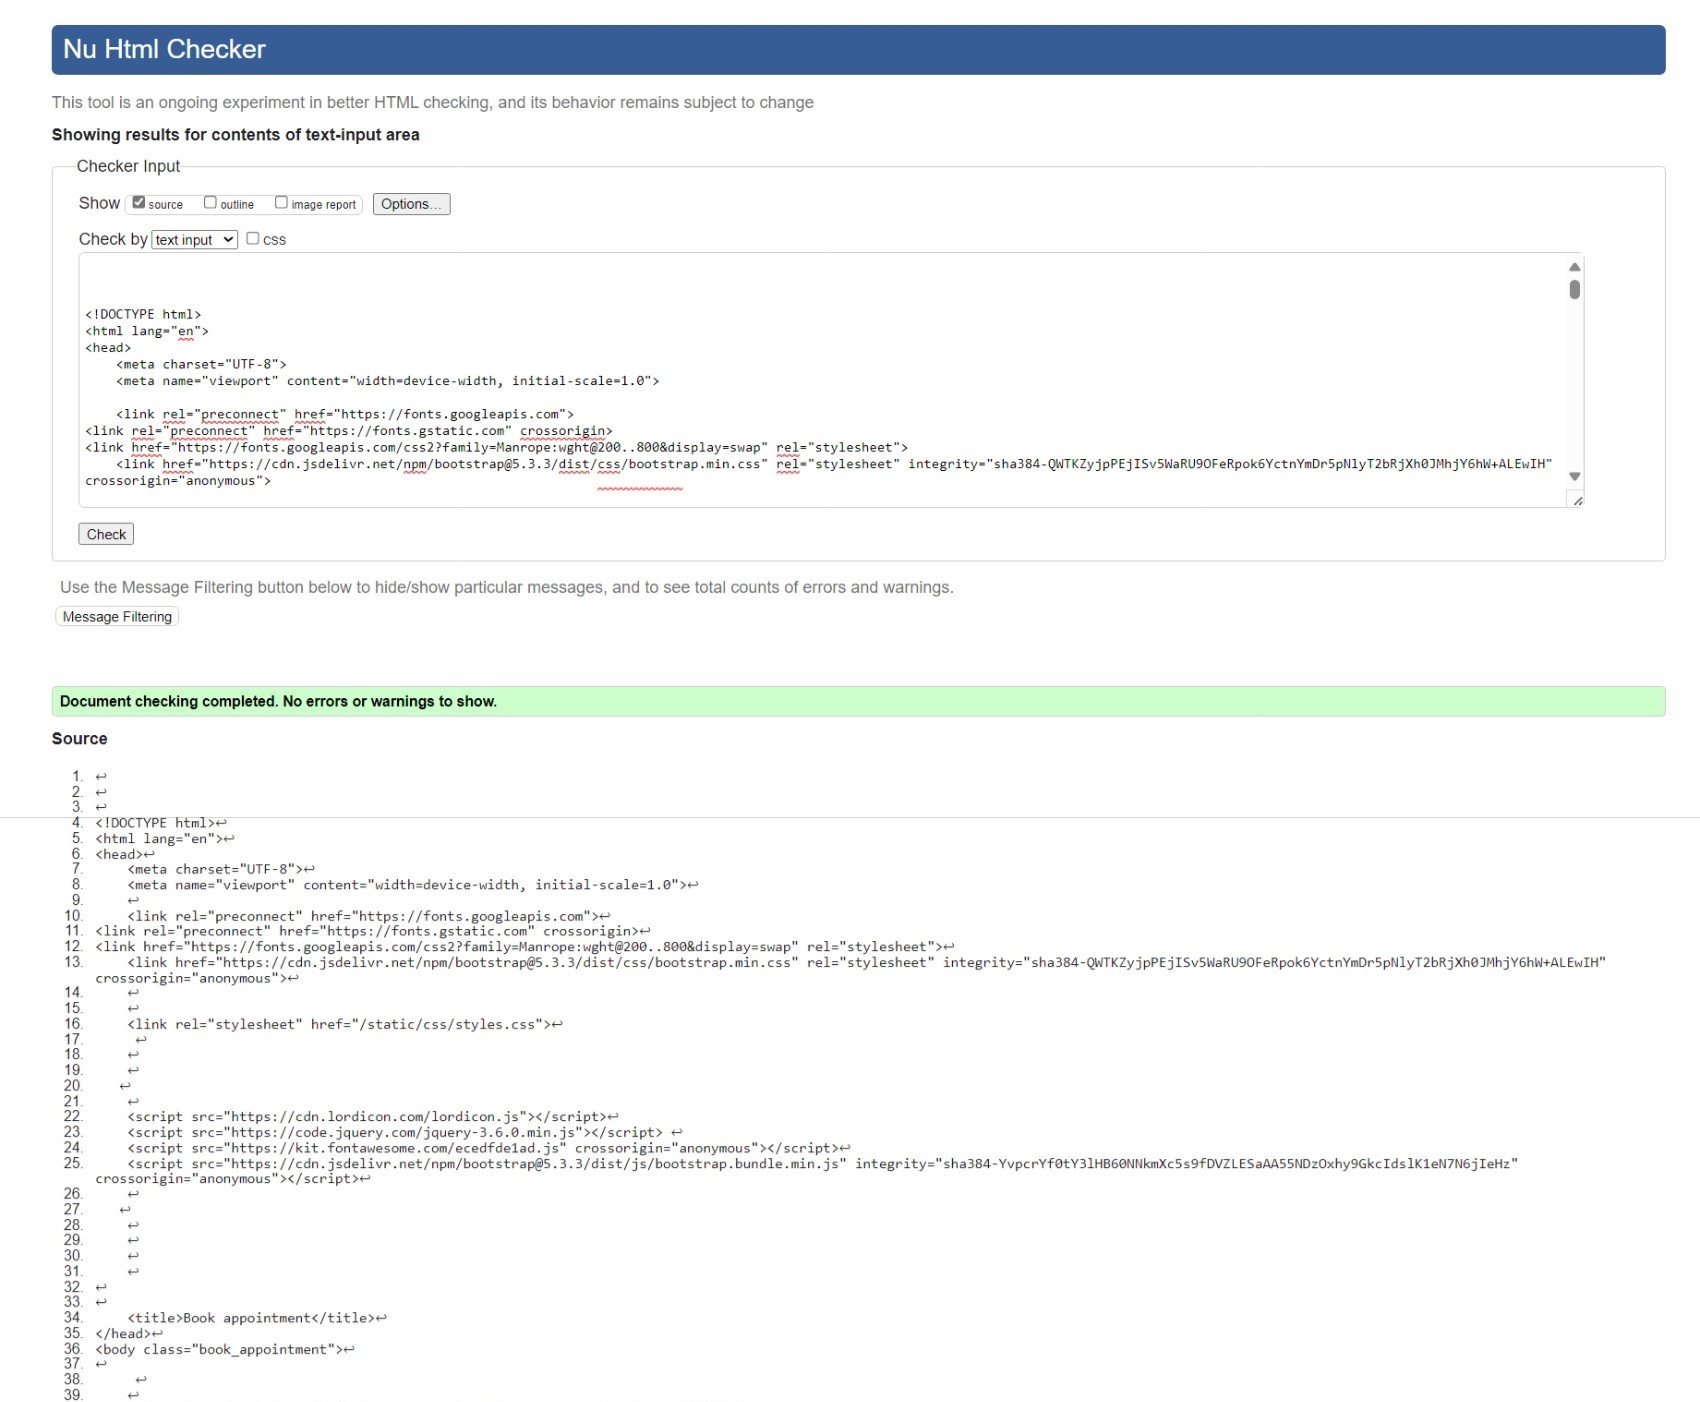 Nu Html Checker
This tool is an ongoing experiment in better HTML checking, and its behavior remains subject to change
Showing results for contents of text-input area
Checker Input
Show source outline image report Options...
Check by text input css
<!DOCTYPE html>
<html lang="en">
<head>
    <meta charset="UTF-8">
    <meta name="viewport" content="width=device-width, initial-scale=1.0">
    <link rel="preconnect" href="https://fonts.googleapis.com">
<link rel="preconnect" href="https://fonts.gstatic.com" crossorigin>
<link href="https://fonts.googleapis.com/css2?family=Manrope:wght@200..800&display=swap" rel="stylesheet">
    <link href="https://cdn.jsdelivr.net/npm/bootstrap@5.3.3/dist/css/bootstrap.min.css" rel="stylesheet" integrity="sha384-QWTKZyjpPEjISv5WaRU9OFeRpok6YctnYmDr5pNlyT2bRjXh0JMhjY6hW+ALEwIH"
crossorigin="anonymous">
Check
Use the Message Filtering button below to hide/show particular messages, and to see total counts of errors and warnings.
Message Filtering
Document checking completed. No errors or warnings to show.
Source
1. ↩
2. ↩
3. ↩
4. <!DOCTYPE html>↩
5. <html lang="en">↩
6. <head>↩
7.     <meta charset="UTF-8">↩
8.     <meta name="viewport" content="width=device-width, initial-scale=1.0">↩
9.     ↩
10.     <link rel="preconnect" href="https://fonts.googleapis.com">↩
11. <link rel="preconnect" href="https://fonts.gstatic.com" crossorigin>↩
12. <link href="https://fonts.googleapis.com/css2?family=Manrope:wght@200..800&display=swap" rel="stylesheet">↩
13.     <link href="https://cdn.jsdelivr.net/npm/bootstrap@5.3.3/dist/css/bootstrap.min.css" rel="stylesheet" integrity="sha384-QWTKZyjpPEjISv5WaRU9OFeRpok6YctnYmDr5pNlyT2bRjXh0JMhjY6hW+ALEwIH"
crossorigin="anonymous">↩
14.     ↩
15.     ↩
16.     <link rel="stylesheet" href="/static/css/styles.css">↩
17.      ↩
18.     ↩
19.     ↩
20.    ↩
21.     ↩
22.     <script src="https://cdn.lordicon.com/lordicon.js"></script>↩
23.     <script src="https://code.jquery.com/jquery-3.6.0.min.js"></script> ↩
24.     <script src="https://kit.fontawesome.com/ecedfde1ad.js" crossorigin="anonymous"></script>↩
25.     <script src="https://cdn.jsdelivr.net/npm/bootstrap@5.3.3/dist/js/bootstrap.bundle.min.js" integrity="sha384-YvpcrYf0tY3lHB60NNkmXc5s9fDVZLESaAA55NDzOxhy9GkcIdslK1eN7N6jIeHz"
crossorigin="anonymous"></script>↩
26.     ↩
27.    ↩
28.     ↩
29.     ↩
30.     ↩
31.     ↩
32. ↩
33. ↩
34.     <title>Book appointment</title>↩
35. </head>↩
36. <body class="book_appointment">↩
37. ↩
38.      ↩
39.     ↩